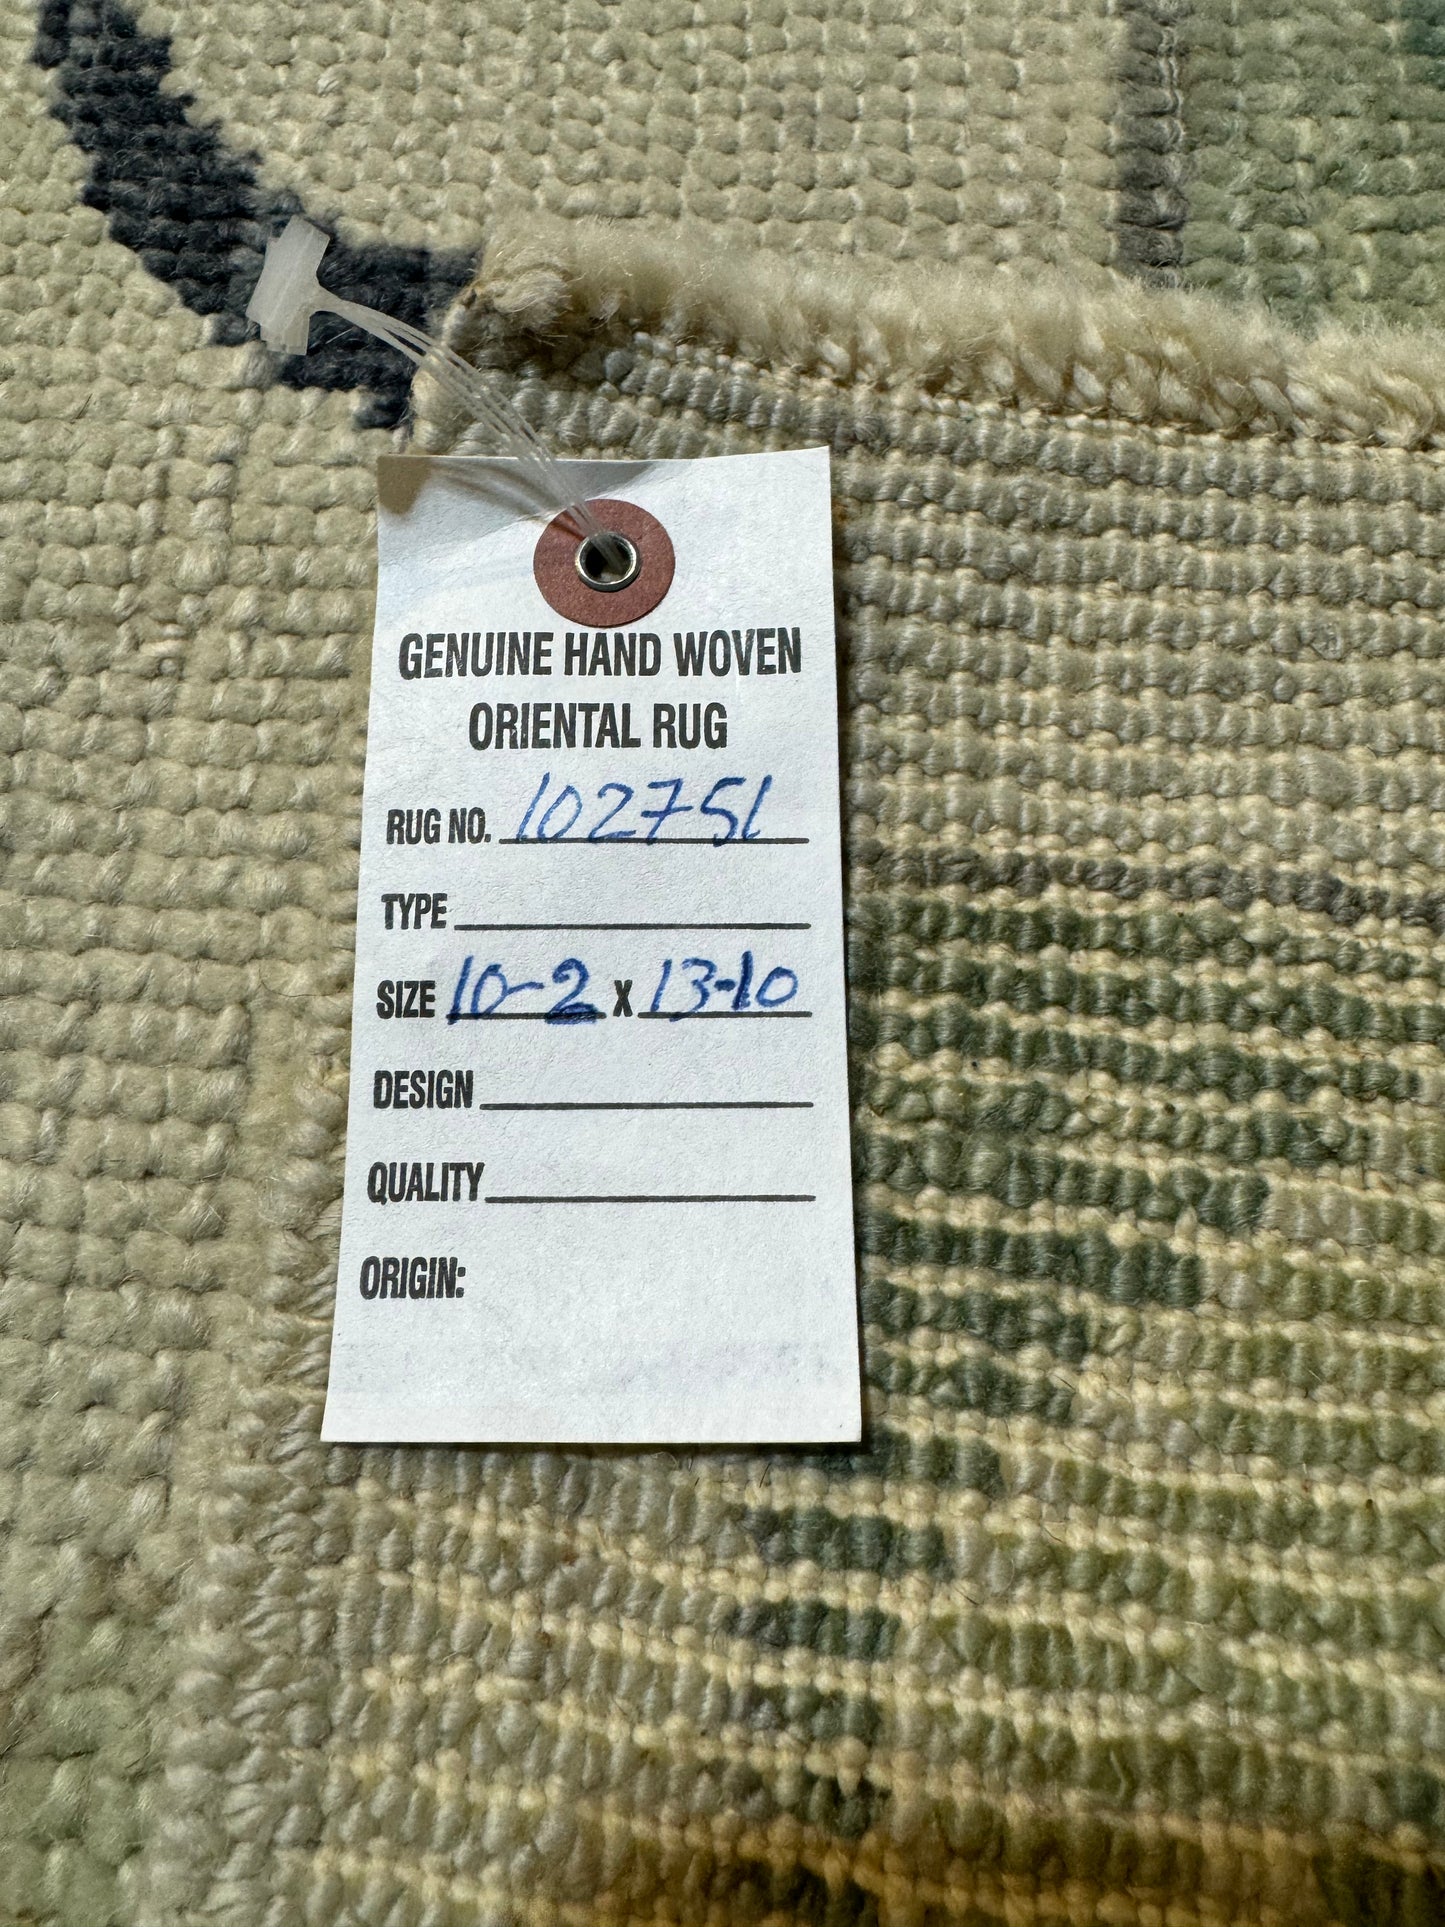 GENUINE HAND WOVEN
ORIENTAL RUG
RUG NO. 102751
TYPE
SIZE 10-2 X 13-10
DESIGN
QUALITY
ORIGIN: